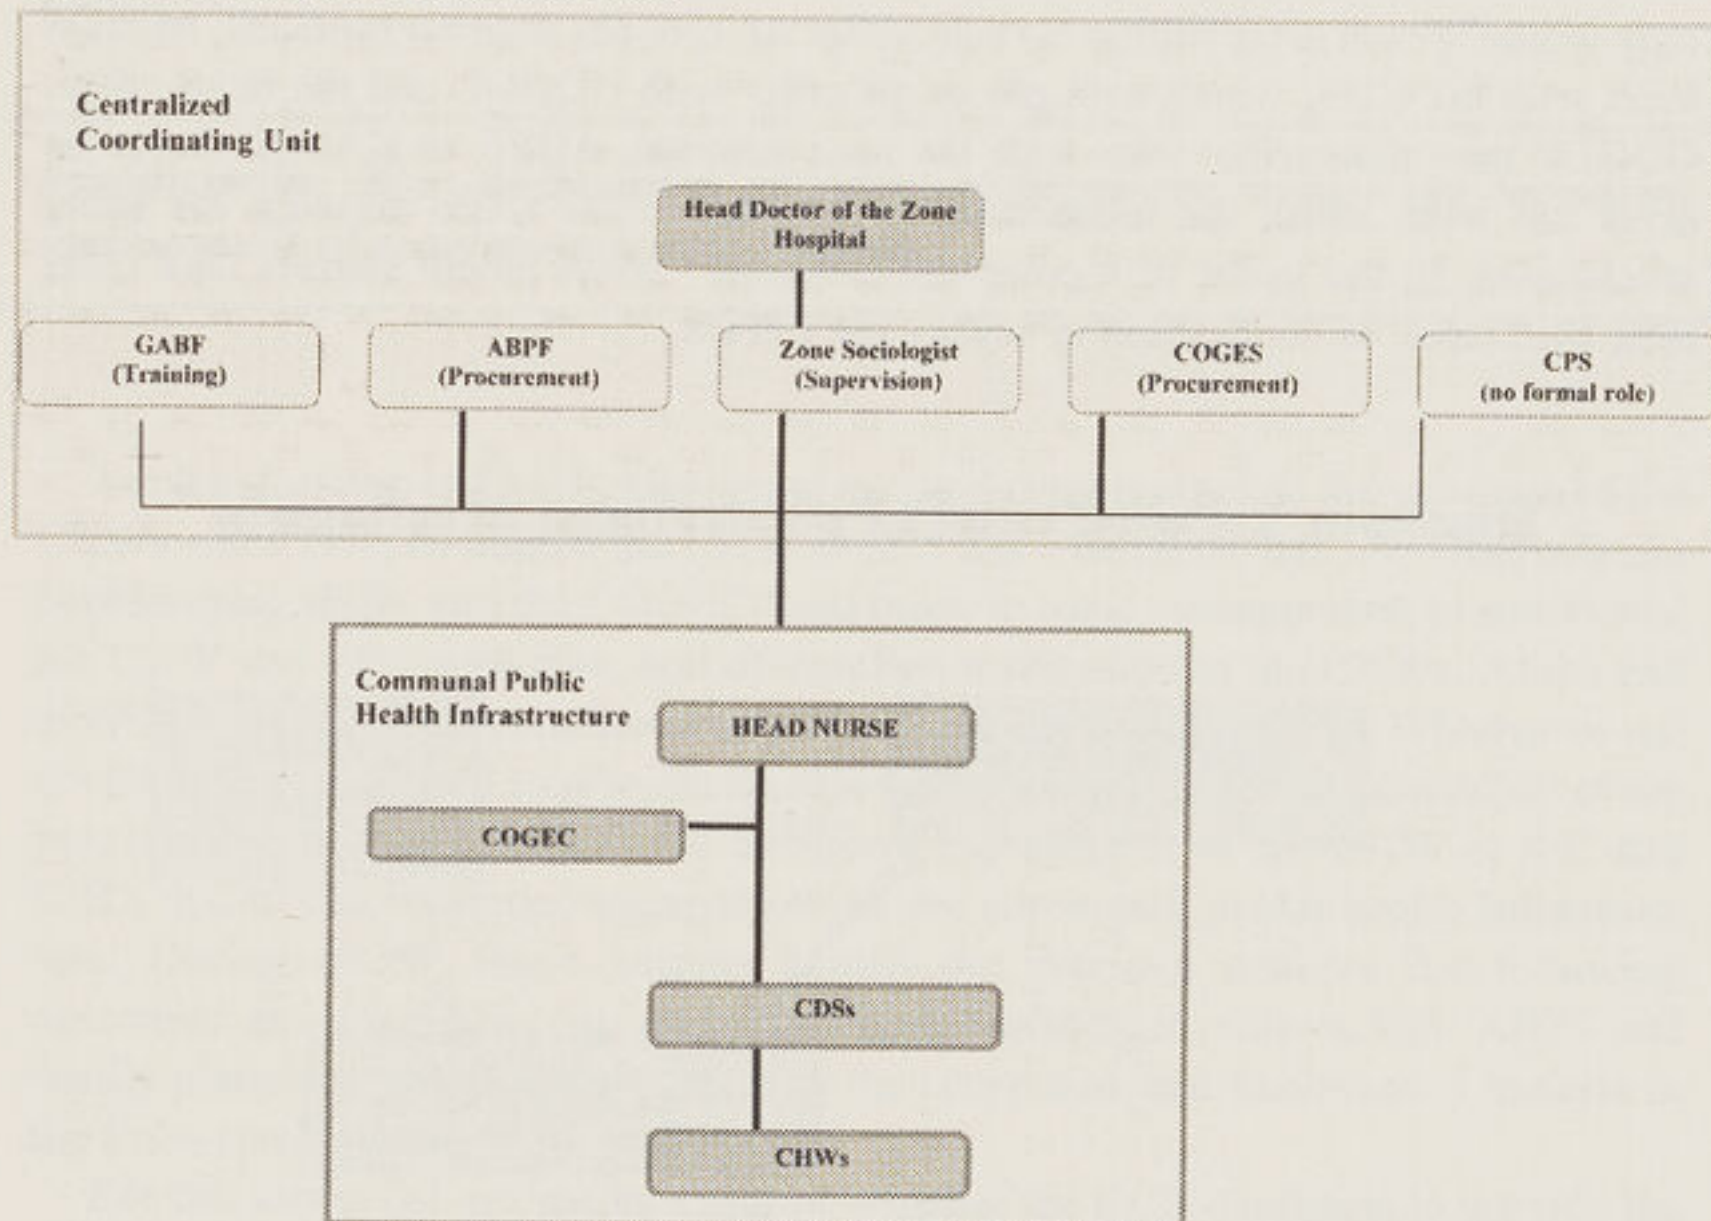 Centralized
Coordinating Unit
Head Doctor of the Zone
Hospital
GABF
(Training)
ABPF
(Procurement)
Zone Sociologist
(Supervision)
COGES
(Procurement)
CPS
(no formal role)
Communal Public
Health Infrastructure
HEAD NURSE
COGEC
CDSs
CHWs